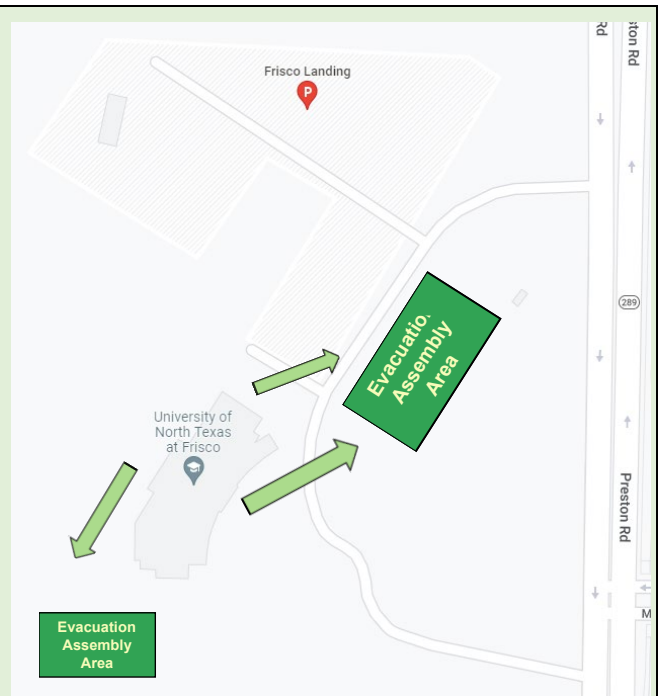 Rd
ston Rd
Frisco Landing
P
289
Evacuatio
Assembly
Area
University of
North Texas
at Frisco
Preston Rd
Evacuation
Assembly
Area
M